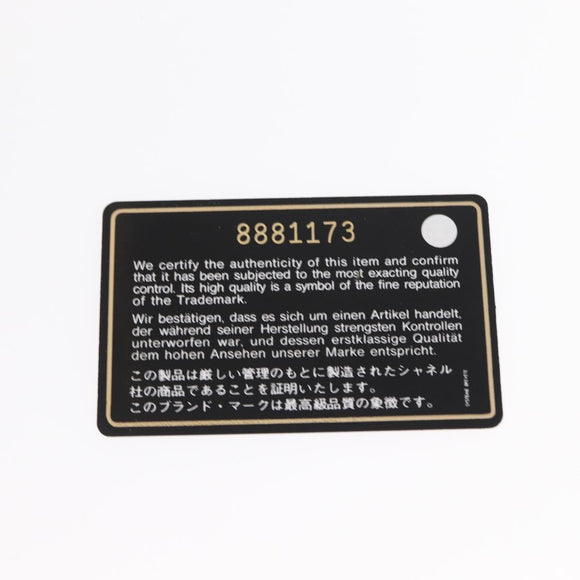 8881173
We certify the authenticity of this item and confirm
that it has been subjected to the most exacting quality
control. Its high quality is a symbol of the fine reputation
of the Trademark.
Wir bestätigen, dass es sich um einen Artikel handelt,
der während seiner Herstellung strengsten Kontrollen
unterworfen war, und dessen erstklassige Qualität
dem hohen Ansehen unserer Marke entspricht.
この製品は厳しい管理のもとに製造されたシャネル
社の商品であることを証明いたします。
このブランド・マークは最高級品質の象徴です。